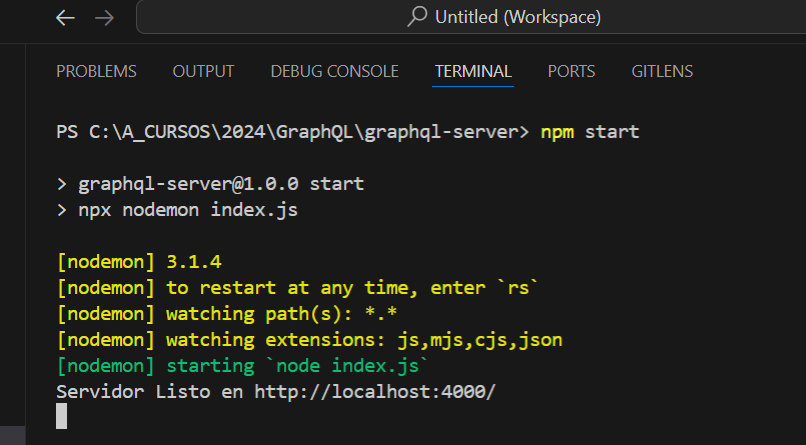 Untitled (Workspace)
PROBLEMS OUTPUT DEBUG CONSOLE TERMINAL PORTS GITLENS
PS C:\A_CURSOS\2024\GraphQL\graphql-server> npm start
> graphql-server@1.0.0 start
> npx nodemon index.js
[nodemon] 3.1.4
[nodemon] to restart at any time, enter `rs`
[nodemon] watching path(s): *.*
[nodemon] watching extensions: js,mjs,cjs,json
[nodemon] starting `node index.js`
Servidor Listo en http://localhost:4000/